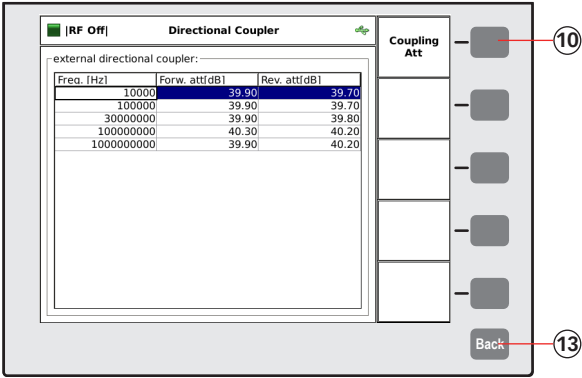 |RF Off| Directional Coupler
Coupling
Att
10
external directional coupler:
Freq. [Hz] Forw. att[dB] Rev. att[dB]
10000 39.90 39.70
100000 39.90 39.70
30000000 39.90 39.80
100000000 40.30 40.20
1000000000 39.90 40.20
Back
13